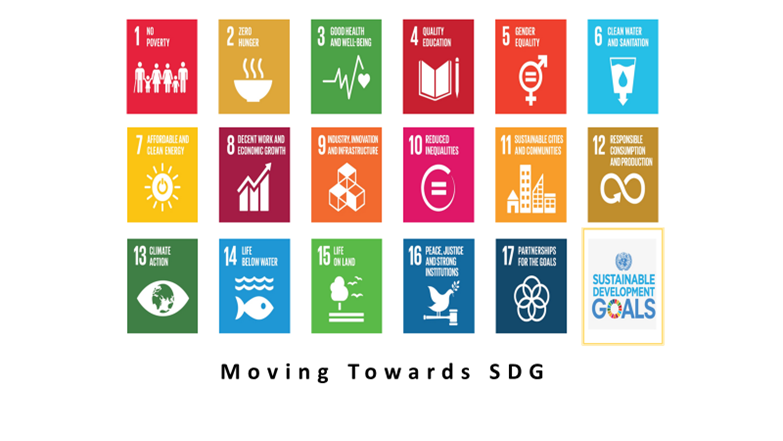 1 NO
POVERTY
2 ZERO
HUNGER
3 GOOD HEALTH
AND WELL-BEING
4 QUALITY
EDUCATION
5 GENDER
EQUALITY
6 CLEAN WATER
AND SANITATION
7 AFFORDABLE AND
CLEAN ENERGY
8 DECENT WORK AND
ECONOMIC GROWTH
9 INDUSTRY, INNOVATION
AND INFRASTRUCTURE
10 REDUCED
INEQUALITIES
11 SUSTAINABLE CITIES
AND COMMUNITIES
12 RESPONSIBLE
CONSUMPTION
AND PRODUCTION
13 CLIMATE
ACTION
14 LIFE
BELOW WATER
15 LIFE
ON LAND
16 PEACE, JUSTICE
AND STRONG
INSTITUTIONS
17 PARTNERSHIPS
FOR THE GOALS
SUSTAINABLE
DEVELOPMENT
GOALS
Moving Towards SDG